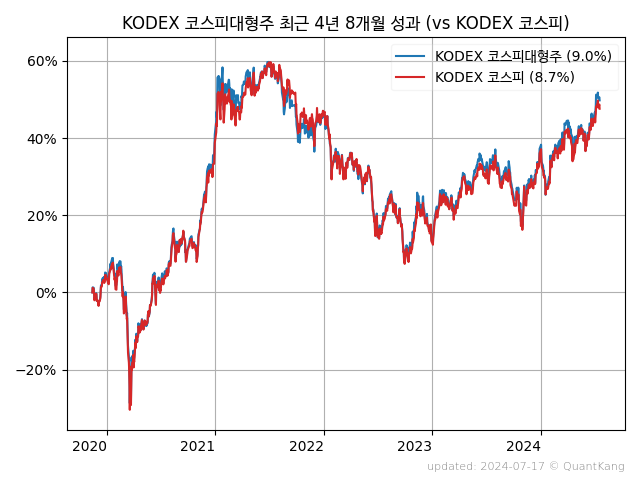 KODEX 코스피대형주 최근 4년 8개월 성과 (vs KODEX 코스피)
KODEX 코스피대형주 (9.0%)
KODEX 코스피 (8.7%)
60%
40%
20%
0%
−20%
2020 2021 2022 2023 2024
updated: 2024-07-17 © QuantKang